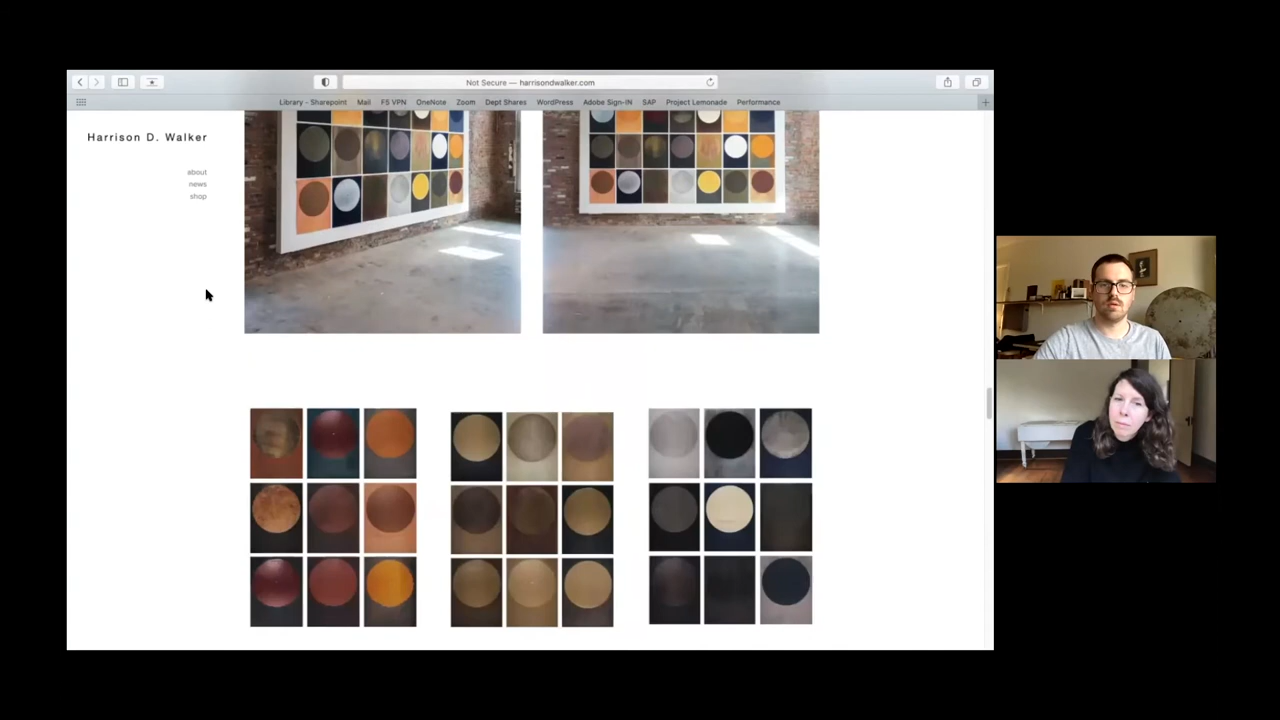 Not Secure — harrisondwalker.com
Library - Sharepoint Mail F5 VPN OneNote Zoom Dept Shares WordPress Adobe Sign-IN SAP Project Lemonade Performance
Harrison D. Walker
about
news
shop